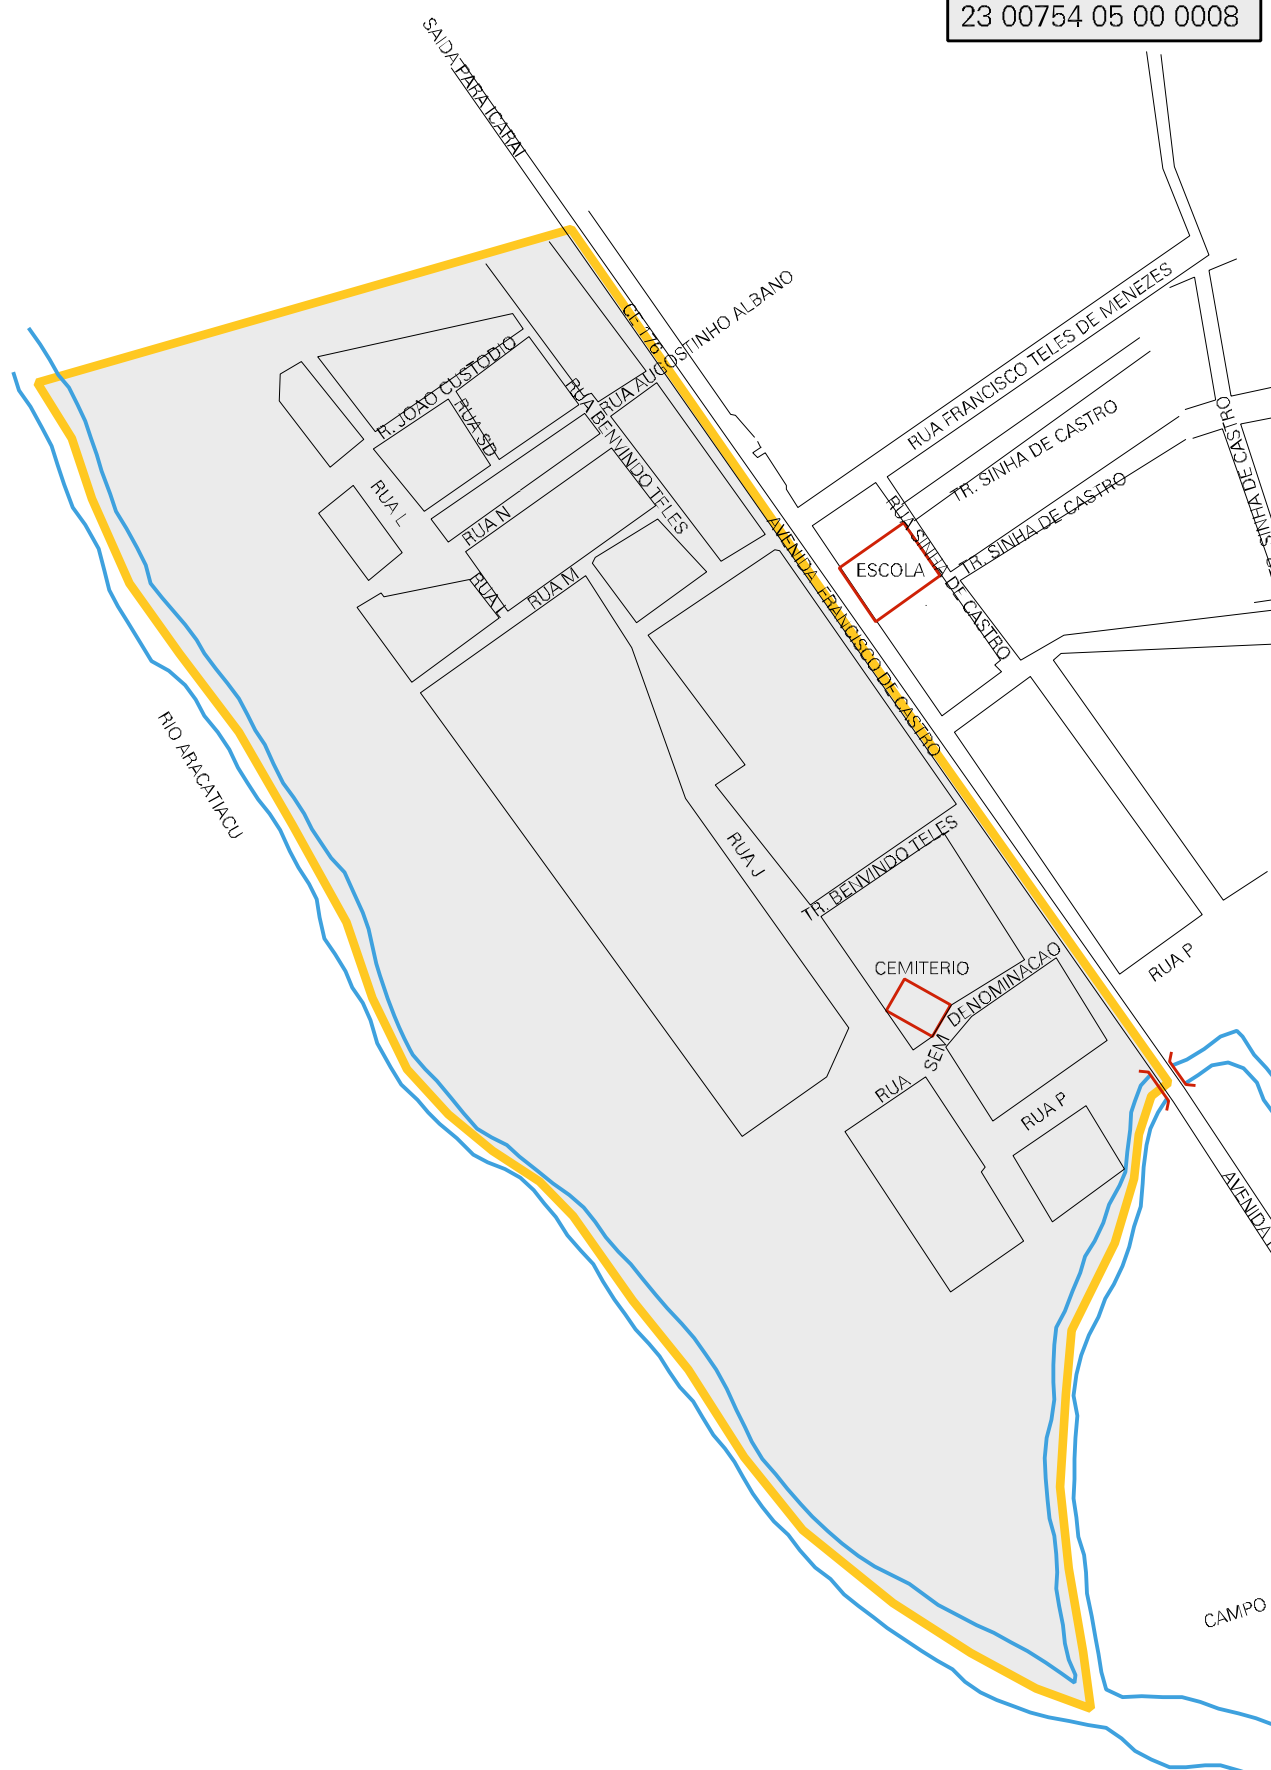 23 00754 05 00 0008
SAIDA PARA ICARAI
CE 176
RUA AUGOSTINHO ALBANO
RUA FRANCISCO TELES DE MENEZES
R. JOAO CUSTODIO
RUA SD
RUA BENVINDO TELES
TR. SINHA DE CASTRO
TR. SINHA DE CASTRO
SINHA DE CASTRO
SINHA DE
RUA L
RUA N
RUA L
RUA M
AVENIDA FRANCISCO DE CASTRO
ESCOLA
RUA SINHA DE CASTRO
RIO ARACATIACU
RUA J
TR. BENVINDO TELES
CEMITERIO
RUA SEM DENOMINACAO
RUA P
RUA P
AVENIDA
CAMPO